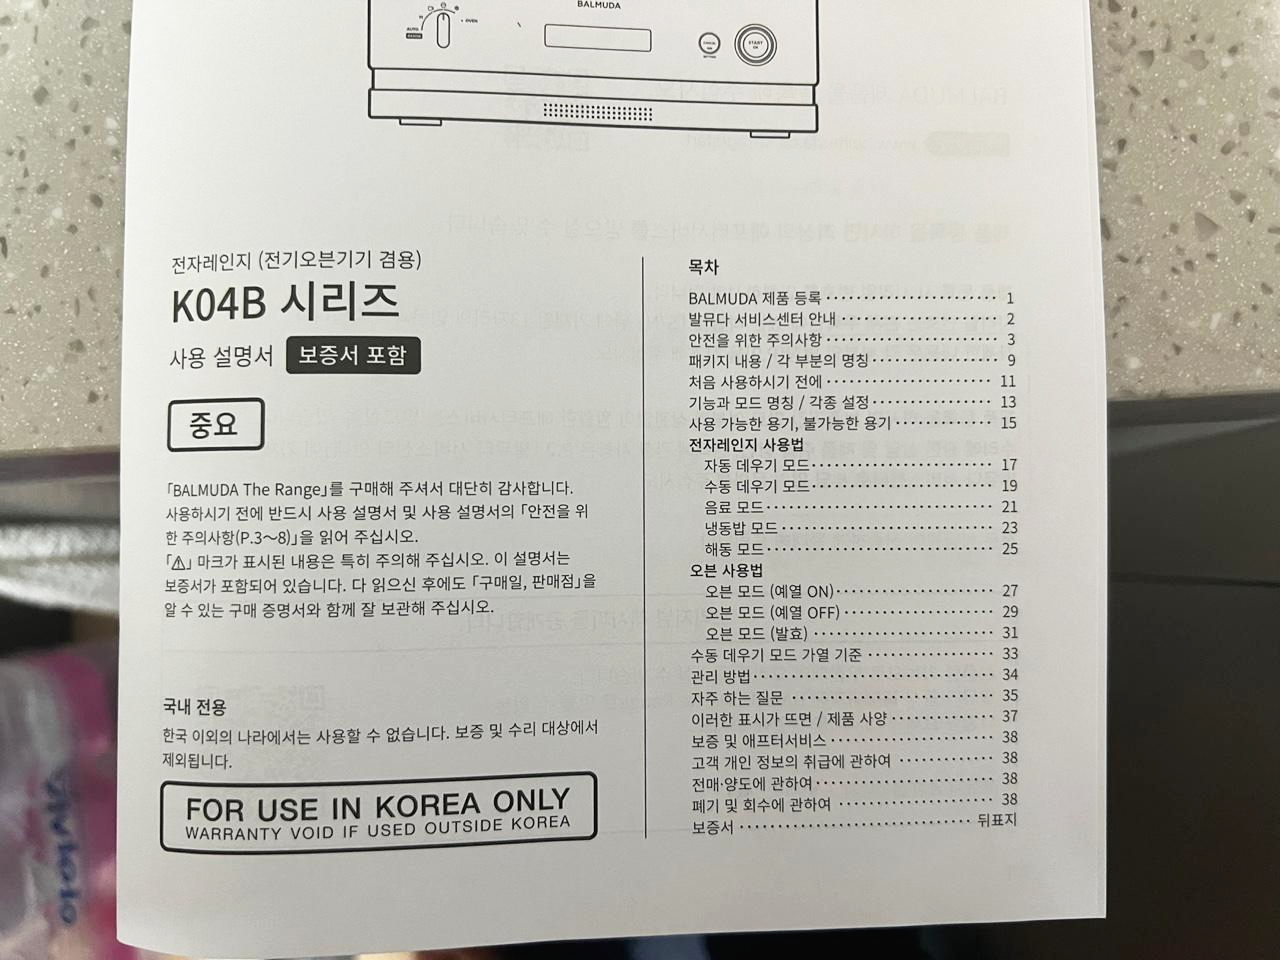 BALMUDA
AUTO
OVEN
START
전자레인지 (전기오븐기기 겸용)
K04B 시리즈
사용 설명서 보증서 포함
중요
「BALMUDA The Range」를 구매해 주셔서 대단히 감사합니다.
사용하시기 전에 반드시 사용 설명서 및 사용 설명서의 「안전을 위
한 주의사항(P.3～8)」을 읽어 주십시오.
「⚠」 마크가 표시된 내용은 특히 주의해 주십시오. 이 설명서는
보증서가 포함되어 있습니다. 다 읽으신 후에도 「구매일, 판매점」을
알 수 있는 구매 증명서와 함께 잘 보관해 주십시오.
국내 전용
한국 이외의 나라에서는 사용할 수 없습니다. 보증 및 수리 대상에서
제외됩니다.
FOR USE IN KOREA ONLY
WARRANTY VOID IF USED OUTSIDE KOREA
목차
BALMUDA 제품 등록 1
발뮤다 서비스센터 안내 2
안전을 위한 주의사항 3
패키지 내용 / 각 부분의 명칭 9
처음 사용하시기 전에 11
기능과 모드 명칭 / 각종 설정 13
사용 가능한 용기, 불가능한 용기 15
전자레인지 사용법
자동 데우기 모드 17
수동 데우기 모드 19
음료 모드 21
냉동밥 모드 23
해동 모드 25
오븐 사용법
오븐 모드 (예열 ON) 27
오븐 모드 (예열 OFF) 29
오븐 모드 (발효) 31
수동 데우기 모드 가열 기준 33
관리 방법 34
자주 하는 질문 35
이러한 표시가 뜨면 / 제품 사양 37
보증 및 애프터서비스 38
고객 개인 정보의 취급에 관하여 38
전매·양도에 관하여 38
폐기 및 회수에 관하여 38
보증서 뒤표지